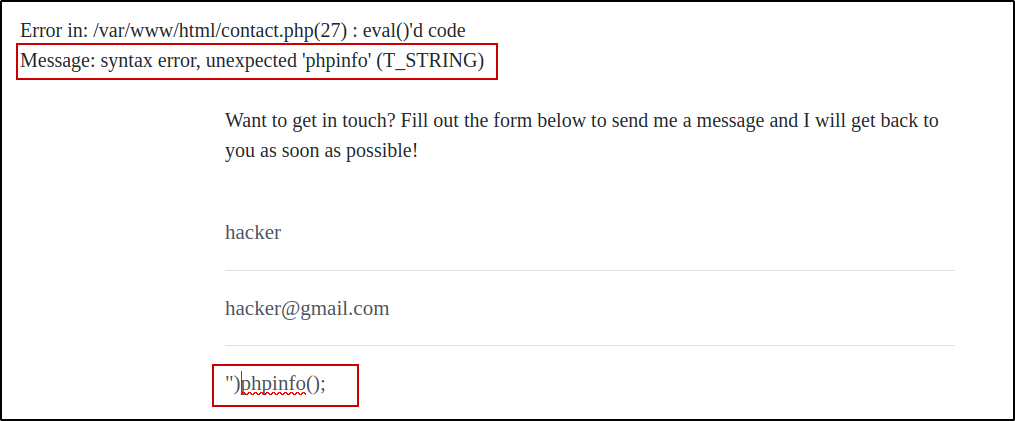 Error in: /var/www/html/contact.php(27) : eval()'d code
Message: syntax error, unexpected 'phpinfo' (T_STRING)
Want to get in touch? Fill out the form below to send me a message and I will get back to
you as soon as possible!
hacker
hacker@gmail.com
")phpinfo();